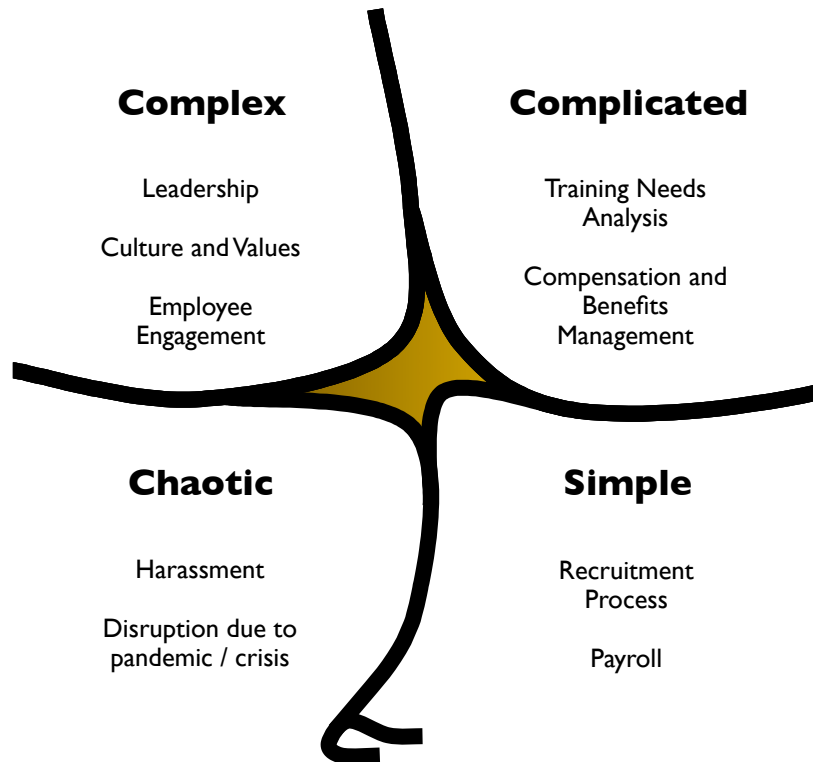 Complex
Leadership
Culture and Values
Employee
Engagement
Complicated
Training Needs
Analysis
Compensation and
Benefits
Management
Chaotic
Harassment
Disruption due to
pandemic / crisis
Simple
Recruitment
Process
Payroll